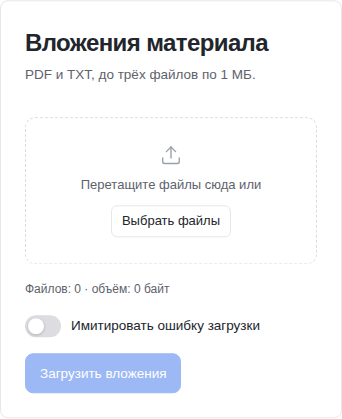 Вложения материала
PDF и TXT, до трёх файлов по 1 МБ.
Перетащите файлы сюда или
Выбрать файлы
Файлов: 0 · объём: 0 байт
Имитировать ошибку загрузки
Загрузить вложения